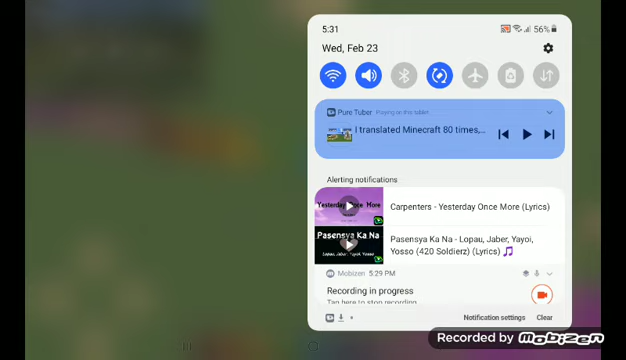 5:31
56%
Wed, Feb 23
Pure Tuber Playing on this tablet
I translated Minecraft 80 times,...
Alerting notifications
Yesterday Once More
Carpenters - Yesterday Once More (Lyrics)
Pasensya Ka Na
Lopau, Jaber, Yayoi,
Pasensya Ka Na - Lopau, Jaber, Yayoi,
Yosso (420 Soldierz) (Lyrics)
Mobizen 5:29 PM
Recording in progress
Tap here to stop recording
Notification settings Clear
Recorded by Mobizen